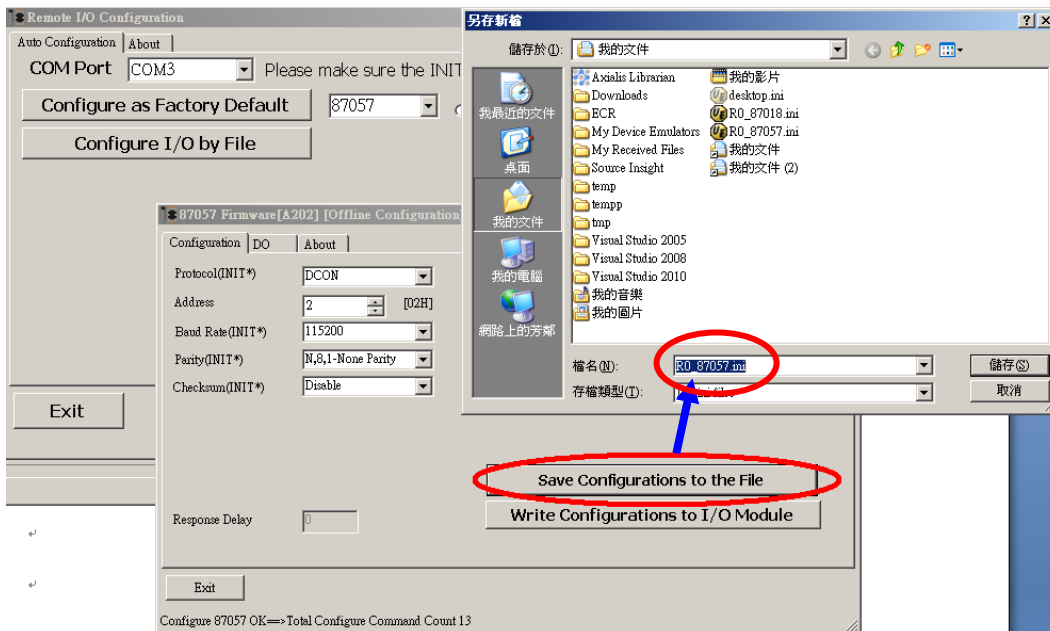 Remote I/O Configuration
Auto Configuration
About
COM Port
COM3
Please make sure the INIT
Configure as Factory Default
87057
Configure I/O by File
Exit
87057 Firmware[A202] [Offline Configuration
Configuration
DO
About
Protocol(INIT*)
DCON
Address
2
[02H]
Baud Rate(INIT*)
115200
Parity(INIT*)
N,8,1-None Parity
Checksum(INIT*)
Disable
Save Configurations to the File
Write Configurations to I/O Module
Response Delay
0
Exit
Configure 87057 OK==>Total Configure Command Count 13
另存新檔
儲存於(I):
我的文件
我最近的文件
桌面
我的文件
我的電腦
網路上的芳鄰
Axialis Librarian
Downloads
ECR
My Device Emulators
My Received Files
Source Insight
temp
tempp
tmp
Visual Studio 2005
Visual Studio 2008
Visual Studio 2010
我的音樂
我的圖片
我的影片
desktop.ini
R0_87018.ini
R0_87057.ini
我的文件
我的文件 (2)
檔名(N):
R0_87057.ini
儲存(S)
存檔類型(T):
取消